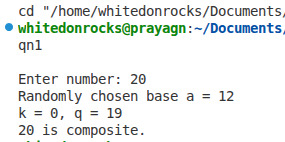 cd "/home/whitedonrocks/Documents/
whitedonrocks@prayagn:~/Documents/
qn1
Enter number: 20
Randomly chosen base a = 12
k = 0, q = 19
20 is composite.